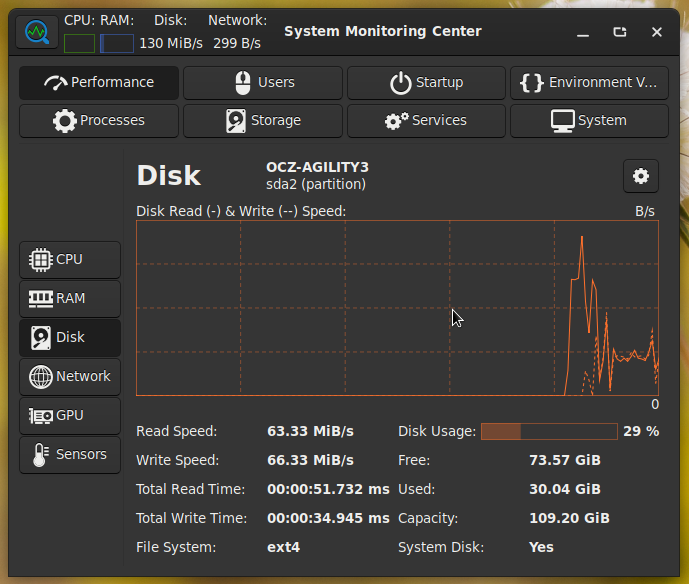 CPU: RAM: Disk: Network:
130 MiB/s 299 B/s
System Monitoring Center
Performance
Users
Startup
Environment V...
Processes
Storage
Services
System
CPU
RAM
Disk
Network
GPU
Sensors
Disk
OCZ-AGILITY3
sda2 (partition)
Disk Read (-) & Write (--) Speed: B/s
0
Read Speed: 63.33 MiB/s
Write Speed: 66.33 MiB/s
Total Read Time: 00:00:51.732 ms
Total Write Time: 00:00:34.945 ms
File System: ext4
Disk Usage: 29 %
Free: 73.57 GiB
Used: 30.04 GiB
Capacity: 109.20 GiB
System Disk: Yes